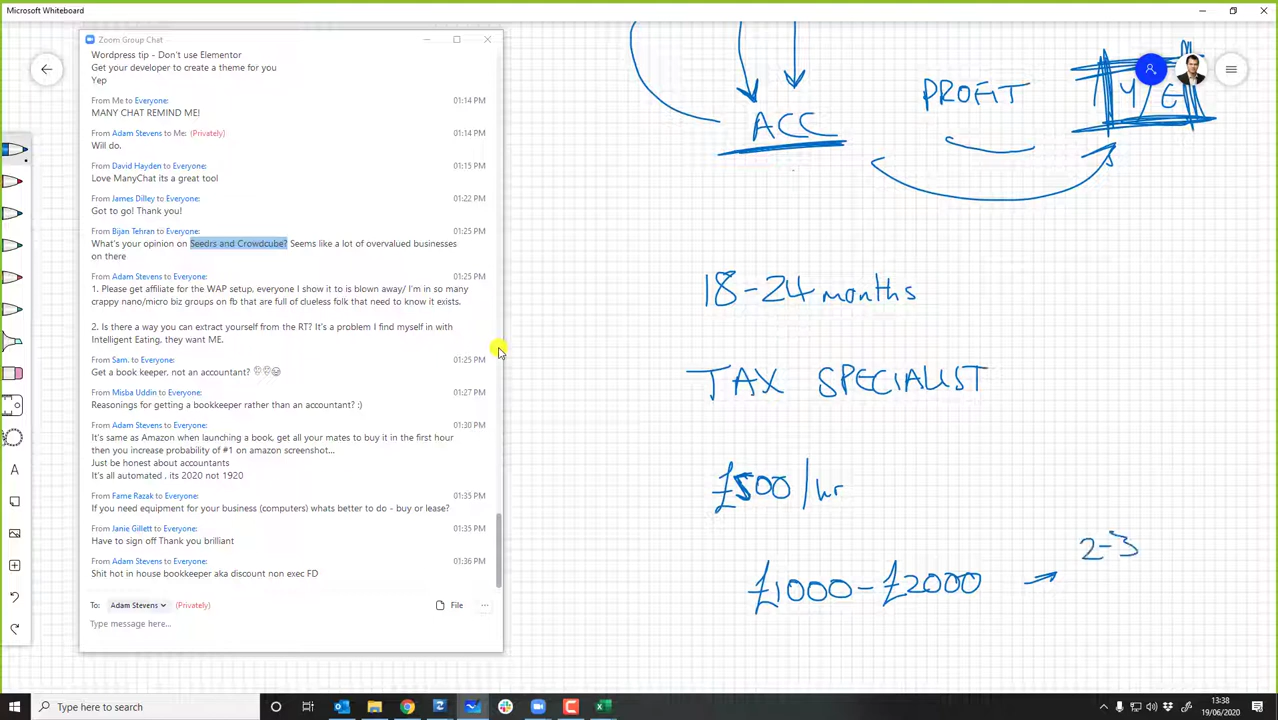 Microsoft Whiteboard
Zoom Group Chat
Wordpress tip - Don't use Elementor
Get your developer to create a theme for you
Yep
From Me to Everyone: 01:14 PM
MANY CHAT REMIND ME!
From Adam Stevens to Me: (Privately) 01:14 PM
Will do.
From David Hayden to Everyone: 01:15 PM
Love ManyChat its a great tool
From James Dilley to Everyone: 01:22 PM
Got to go! Thank you!
From Bijan Tehran to Everyone: 01:25 PM
What's your opinion on Seedrs and Crowdcube? Seems like a lot of overvalued businesses
on there
From Adam Stevens to Everyone: 01:25 PM
1. Please get affiliate for the WAP setup, everyone I show it to is blown away/ I'm in so many
crappy nano/micro biz groups on fb that are full of clueless folk that need to know it exists.
2. Is there a way you can extract yourself from the RT? It's a problem I find myself in with
Intelligent Eating, they want ME.
From Sam. to Everyone: 01:25 PM
Get a book keeper, not an accountant?
From Misba Uddin to Everyone: 01:27 PM
Reasonings for getting a bookkeeper rather than an accountant? :)
From Adam Stevens to Everyone: 01:30 PM
It's same as Amazon when launching a book, get all your mates to buy it in the first hour
then you increase probability of #1 on amazon screenshot...
Just be honest about accountants
It's all automated , its 2020 not 1920
From Fame Razak to Everyone: 01:35 PM
If you need equipment for your business (computers) whats better to do - buy or lease?
From Janie Gillett to Everyone: 01:35 PM
Have to sign off Thank you brilliant
From Adam Stevens to Everyone: 01:36 PM
Shit hot in house bookkeeper aka discount non exec FD
To: Adam Stevens (Privately) File
Type message here...
PROFIT
Y/E
ACC
18-24 months
TAX SPECIALIST
£500/hr
£1000-£2000 → 2-3
A
Type here to search
13:38
19/06/2020